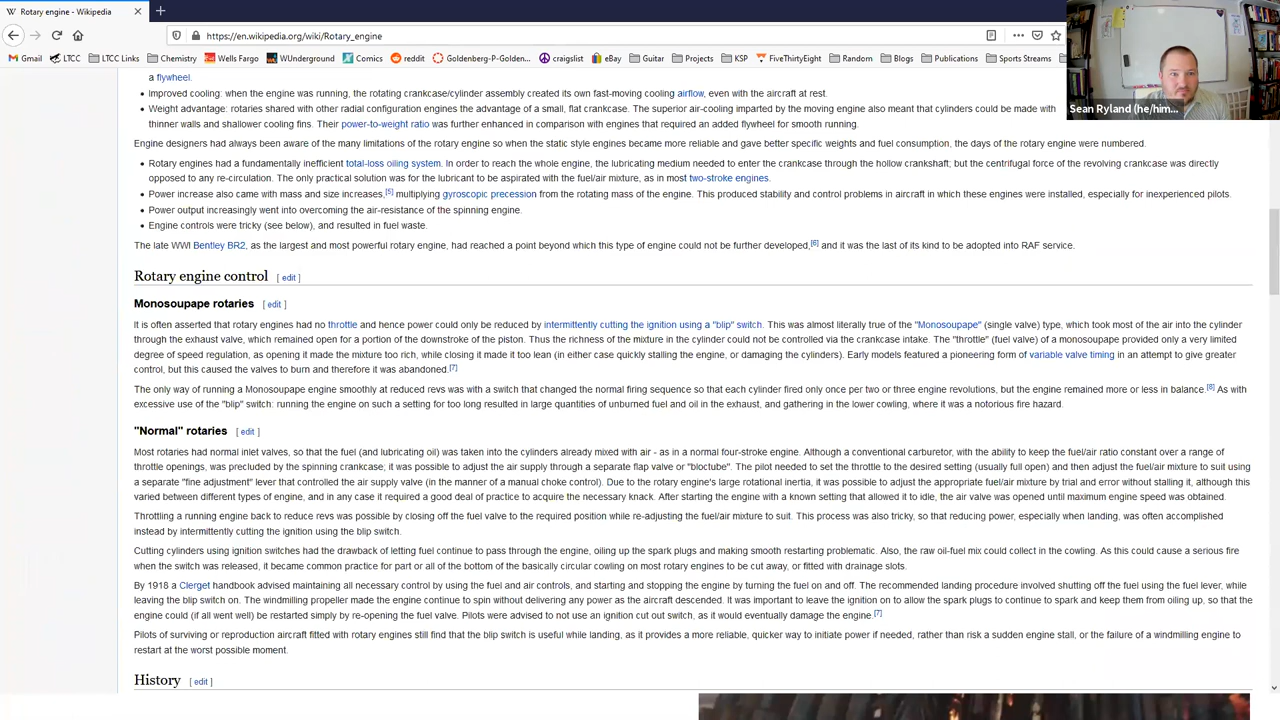 Rotary engine - Wikipedia
https://en.wikipedia.org/wiki/Rotary_engine
Gmail LTCC LTCC Links Chemistry Wells Fargo WUnderground Comics reddit Goldenberg-P-Golden... craigslist eBay Guitar Projects KSP FiveThirtyEight Random Blogs Publications Sports Streams
Sean Ryland (he/him...
a flywheel.
Improved cooling: when the engine was running, the rotating crankcase/cylinder assembly created its own fast-moving cooling airflow, even with the aircraft at rest.
Weight advantage: rotaries shared with other radial configuration engines the advantage of a small, flat crankcase. The superior air-cooling imparted by the moving engine also meant that cylinders could be made with
thinner walls and shallower cooling fins. Their power-to-weight ratio was further enhanced in comparison with engines that required an added flywheel for smooth running.
Engine designers had always been aware of the many limitations of the rotary engine so when the static style engines became more reliable and gave better specific weights and fuel consumption, the days of the rotary engine were numbered.
Rotary engines had a fundamentally inefficient total-loss oiling system. In order to reach the whole engine, the lubricating medium needed to enter the crankcase through the hollow crankshaft; but the centrifugal force of the revolving crankcase was directly
opposed to any re-circulation. The only practical solution was for the lubricant to be aspirated with the fuel/air mixture, as in most two-stroke engines.
Power increase also came with mass and size increases,[5] multiplying gyroscopic precession from the rotating mass of the engine. This produced stability and control problems in aircraft in which these engines were installed, especially for inexperienced pilots.
Power output increasingly went into overcoming the air-resistance of the spinning engine.
Engine controls were tricky (see below), and resulted in fuel waste.
The late WWI Bentley BR2, as the largest and most powerful rotary engine, had reached a point beyond which this type of engine could not be further developed,[6] and it was the last of its kind to be adopted into RAF service.
Rotary engine control [ edit ]
Monosoupape rotaries [ edit ]
It is often asserted that rotary engines had no throttle and hence power could only be reduced by intermittently cutting the ignition using a "blip" switch. This was almost literally true of the "Monosoupape" (single valve) type, which took most of the air into the cylinder
through the exhaust valve, which remained open for a portion of the downstroke of the piston. Thus the richness of the mixture in the cylinder could not be controlled via the crankcase intake. The "throttle" (fuel valve) of a monosoupape provided only a very limited
degree of speed regulation, as opening it made the mixture too rich, while closing it made it too lean (in either case quickly stalling the engine, or damaging the cylinders). Early models featured a pioneering form of variable valve timing in an attempt to give greater
control, but this caused the valves to burn and therefore it was abandoned.[7]
The only way of running a Monosoupape engine smoothly at reduced revs was with a switch that changed the normal firing sequence so that each cylinder fired only once per two or three engine revolutions, but the engine remained more or less in balance.[8] As with
excessive use of the "blip" switch: running the engine on such a setting for too long resulted in large quantities of unburned fuel and oil in the exhaust, and gathering in the lower cowling, where it was a notorious fire hazard.
"Normal" rotaries [ edit ]
Most rotaries had normal inlet valves, so that the fuel (and lubricating oil) was taken into the cylinders already mixed with air - as in a normal four-stroke engine. Although a conventional carburetor, with the ability to keep the fuel/air ratio constant over a range of
throttle openings, was precluded by the spinning crankcase; it was possible to adjust the air supply through a separate flap valve or "bloctube". The pilot needed to set the throttle to the desired setting (usually full open) and then adjust the fuel/air mixture to suit using
a separate "fine adjustment" lever that controlled the air supply valve (in the manner of a manual choke control). Due to the rotary engine's large rotational inertia, it was possible to adjust the appropriate fuel/air mixture by trial and error without stalling it, although this
varied between different types of engine, and in any case it required a good deal of practice to acquire the necessary knack. After starting the engine with a known setting that allowed it to idle, the air valve was opened until maximum engine speed was obtained.
Throttling a running engine back to reduce revs was possible by closing off the fuel valve to the required position while re-adjusting the fuel/air mixture to suit. This process was also tricky, so that reducing power, especially when landing, was often accomplished
instead by intermittently cutting the ignition using the blip switch.
Cutting cylinders using ignition switches had the drawback of letting fuel continue to pass through the engine, oiling up the spark plugs and making smooth restarting problematic. Also, the raw oil-fuel mix could collect in the cowling. As this could cause a serious fire
when the switch was released, it became common practice for part or all of the bottom of the basically circular cowling on most rotary engines to be cut away, or fitted with drainage slots.
By 1918 a Clerget handbook advised maintaining all necessary control by using the fuel and air controls, and starting and stopping the engine by turning the fuel on and off. The recommended landing procedure involved shutting off the fuel using the fuel lever, while
leaving the blip switch on. The windmilling propeller made the engine continue to spin without delivering any power as the aircraft descended. It was important to leave the ignition on to allow the spark plugs to continue to spark and keep them from oiling up, so that the
engine could (if all went well) be restarted simply by re-opening the fuel valve. Pilots were advised to not use an ignition cut out switch, as it would eventually damage the engine.[7]
Pilots of surviving or reproduction aircraft fitted with rotary engines still find that the blip switch is useful while landing, as it provides a more reliable, quicker way to initiate power if needed, rather than risk a sudden engine stall, or the failure of a windmilling engine to
restart at the worst possible moment.
History [ edit ]